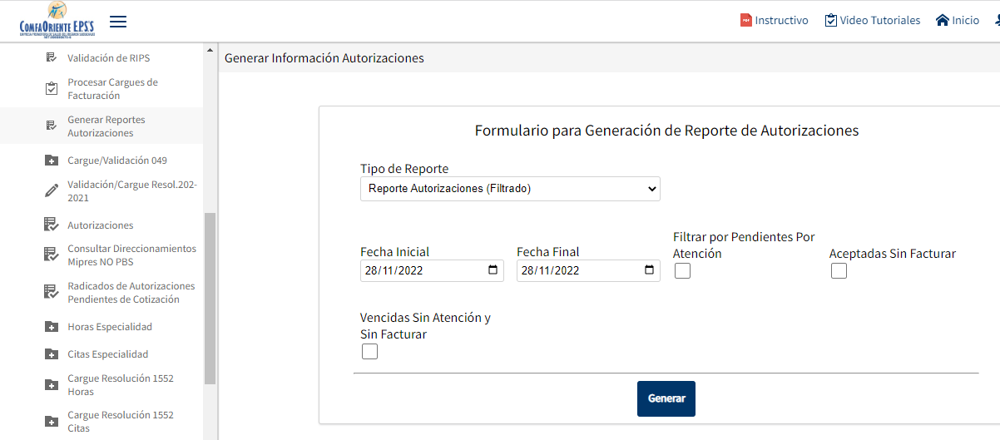 COMFAORIENTE EPS'S
Instructivo
Video Tutoriales
Inicio
Validación de RIPS
Procesar Cargues de
Facturación
Generar Reportes
Autorizaciones
Cargue/Validación 049
Validación/Cargue Resol.202-
2021
Autorizaciones
Consultar Direccionamientos
Mipres NO PBS
Radicados de Autorizaciones
Pendientes de Cotización
Horas Especialidad
Citas Especialidad
Cargue Resolución 1552
Horas
Cargue Resolución 1552
Citas
Generar Información Autorizaciones
Formulario para Generación de Reporte de Autorizaciones
Tipo de Reporte
Reporte Autorizaciones (Filtrado)
Fecha Inicial
28/11/2022
Fecha Final
28/11/2022
Filtrar por Pendientes Por
Atención
Aceptadas Sin Facturar
Vencidas Sin Atención y
Sin Facturar
Generar